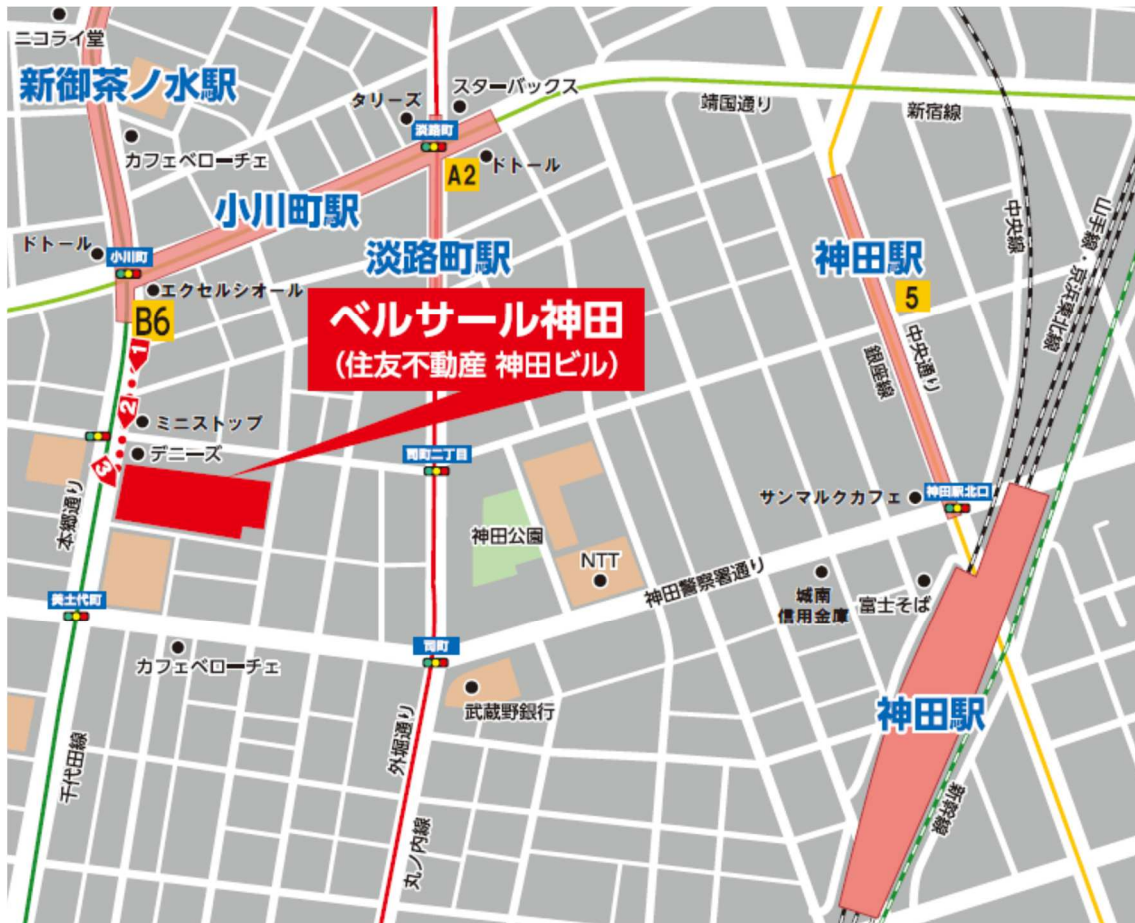 ニコライ堂
新御茶ノ水駅
カフェベローチェ
タリーズ
スターバックス
淡路町
A2
ドトール
靖国通り
新宿線
小川町駅
淡路町駅
ドトール
小川町
エクセルシオール
B6
ベルサール神田
(住友不動産 神田ビル)
神田駅
5
中央線
山手線・京浜東北線
中央通り
銀座線
1
2
3
ミニストップ
デニーズ
本郷通り
司町二丁目
神田公園
NTT
サンマルクカフェ
神田駅北口
神田警察署通り
城南
信用金庫
富士そば
美土代町
カフェベローチェ
司町
武蔵野銀行
神田駅
千代田線
外堀通り
丸ノ内線
新幹線